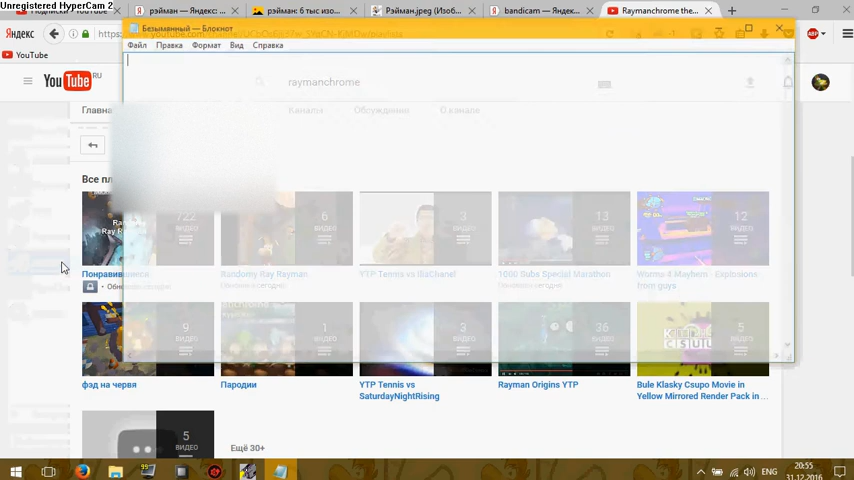 Unregistered HyperCam 2
рэйман — Яндекс:
рэйман: 6 тыс изо
Рэйман.jpeg (Изоб
bandicam — Яндекс
Raymanchrome the...
Безымянный — Блокнот
Яндекс
https://
Файл Правка Формат Вид Справка
YouTube
YouTube RU
raymanchrome
Главна
Каналы
Обсуждения
О канале
Все пл
722 ВИДЕО
6 ВИДЕО
3 ВИДЕО
13 ВИДЕО
12 ВИДЕО
Понравившиеся
Randomy Ray Rayman
YTP Tennis vs IllaChanel
1000 Subs Special Marathon
Worms 4 Mayhem - Explosions
from guys
9 ВИДЕО
1 ВИДЕО
3 ВИДЕО
36 ВИДЕО
5 ВИДЕО
фэд на червя
Пародии
YTP Tennis vs
SaturdayNightRising
Rayman Origins YTP
Bule Klasky Csupo Movie in
Yellow Mirrored Render Pack in ...
5 ВИДЕО
Ещё 30+
ENG
20:55
31.12.2016